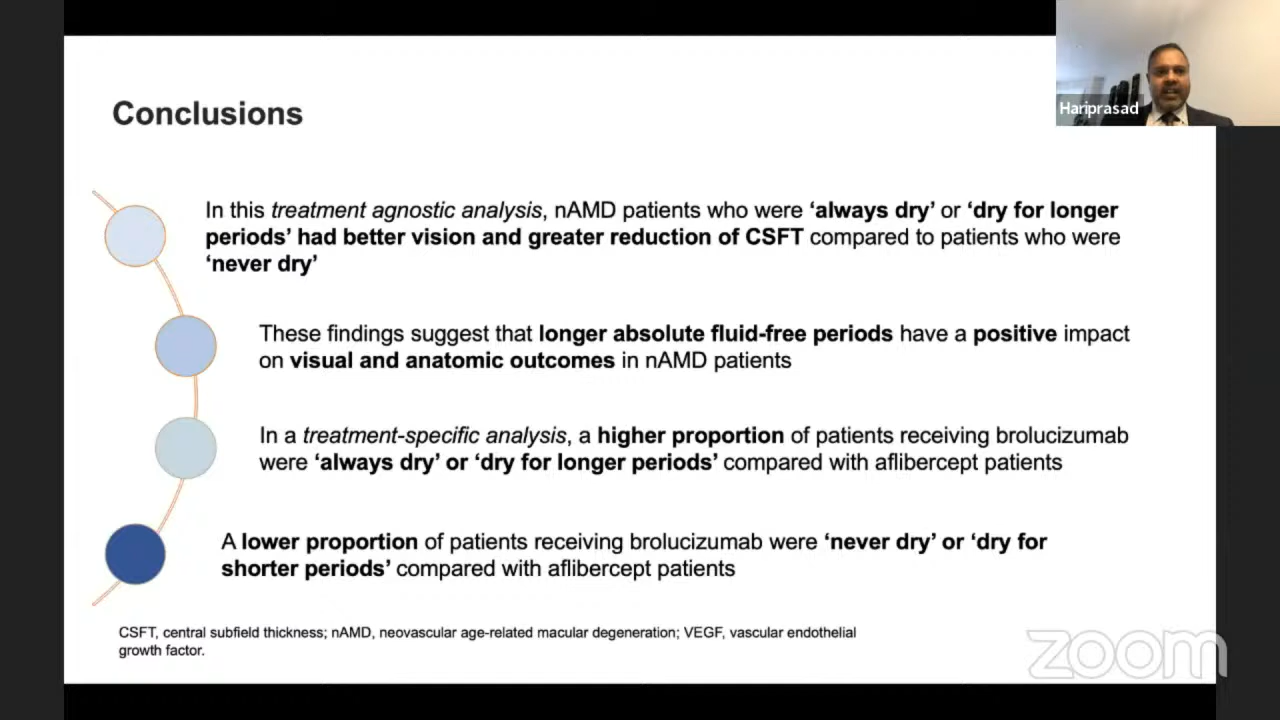 Hariprasad
Conclusions
In this treatment agnostic analysis, nAMD patients who were ‘always dry’ or ‘dry for longer
periods’ had better vision and greater reduction of CSFT compared to patients who were
‘never dry’
These findings suggest that longer absolute fluid-free periods have a positive impact
on visual and anatomic outcomes in nAMD patients
In a treatment-specific analysis, a higher proportion of patients receiving brolucizumab
were ‘always dry’ or ‘dry for longer periods’ compared with aflibercept patients
A lower proportion of patients receiving brolucizumab were ‘never dry’ or ‘dry for
shorter periods’ compared with aflibercept patients
CSFT, central subfield thickness; nAMD, neovascular age-related macular degeneration; VEGF, vascular endothelial
growth factor.
zoom